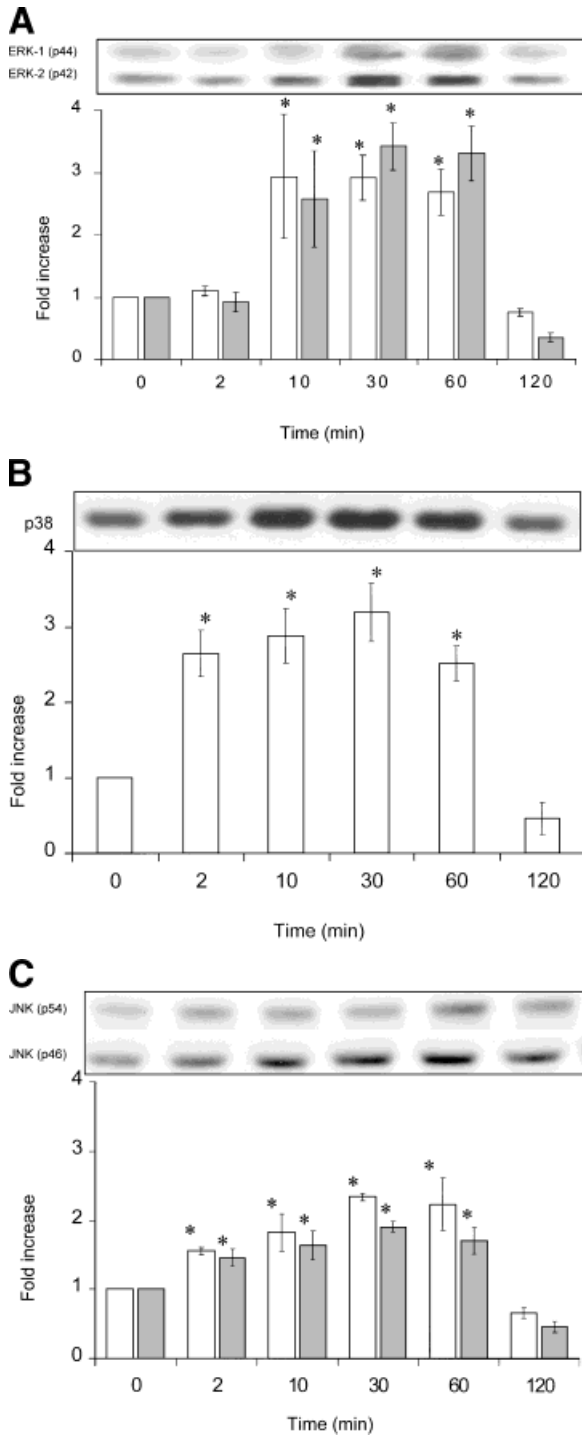 A
ERK-1 (p44)
ERK-2 (p42)
4
3
2
1
0
Fold increase
* * * * * *
0 2 10 30 60 120
Time (min)
B
p38
4
3
2
1
0
Fold increase
* * * *
0 2 10 30 60 120
Time (min)
C
JNK (p54)
JNK (p46)
4
3
2
1
0
Fold increase
* * * * * * * *
0 2 10 30 60 120
Time (min)